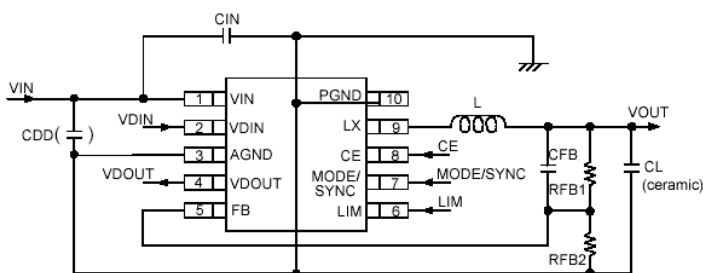 CIN
VIN
CDD( )
VDIN
VDOUT
1 VIN
2 VDIN
3 AGND
4 VDOUT
5 FB
PGND 10
LX 9
CE 8
MODE/
SYNC 7
LIM 6
L
CE
MODE/SYNC
LIM
CFB
RFB1
RFB2
VOUT
CL
(ceramic)